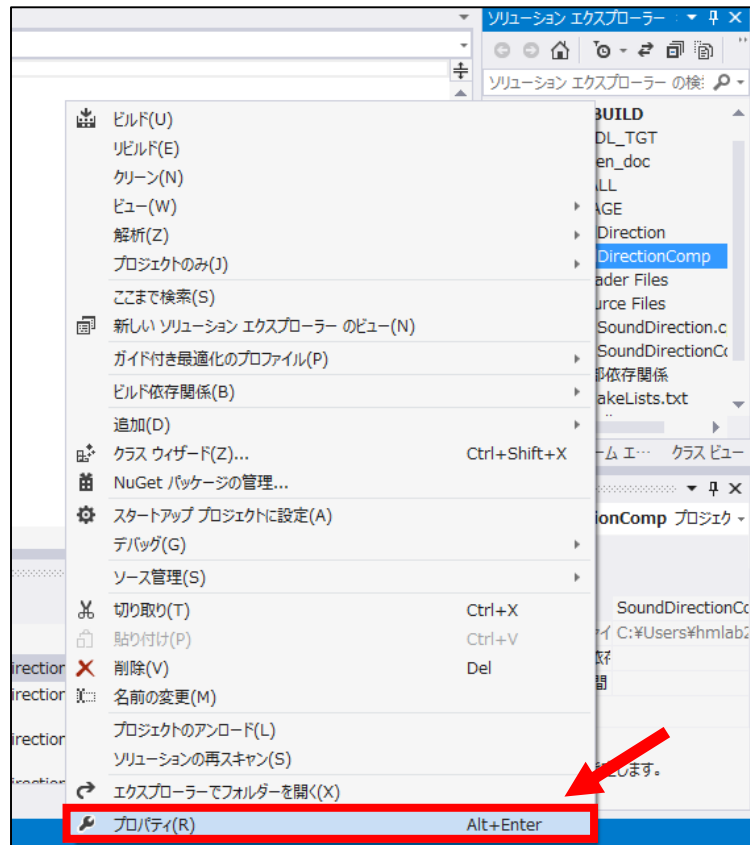 ソリューション エクスプローラー
ソリューション エクスプローラー の検
BUILD
DL_TGT
en_doc
LL
AGE
Direction
DirectionComp
ader Files
urce Files
SoundDirection.c
SoundDirectionCo
部依存関係
akeLists.txt
ーム エ… クラス ビュー
ionComp プロジェク
SoundDirectionCo
イ C:¥Users¥hmlab2
間
します。
ビルド(U)
リビルド(E)
クリーン(N)
ビュー(W)
解析(Z)
プロジェクトのみ(J)
ここまで検索(S)
新しい ソリューション エクスプローラー のビュー(N)
ガイド付き最適化のプロファイル(P)
ビルド依存関係(B)
追加(D)
クラス ウィザード(Z)... Ctrl+Shift+X
NuGet パッケージの管理...
スタートアップ プロジェクトに設定(A)
デバッグ(G)
ソース管理(S)
切り取り(T) Ctrl+X
貼り付け(P) Ctrl+V
削除(V) Del
名前の変更(M)
プロジェクトのアンロード(L)
ソリューションの再スキャン(S)
エクスプローラーでフォルダーを開く(X)
プロパティ(R) Alt+Enter
irection
irection
irection
irection